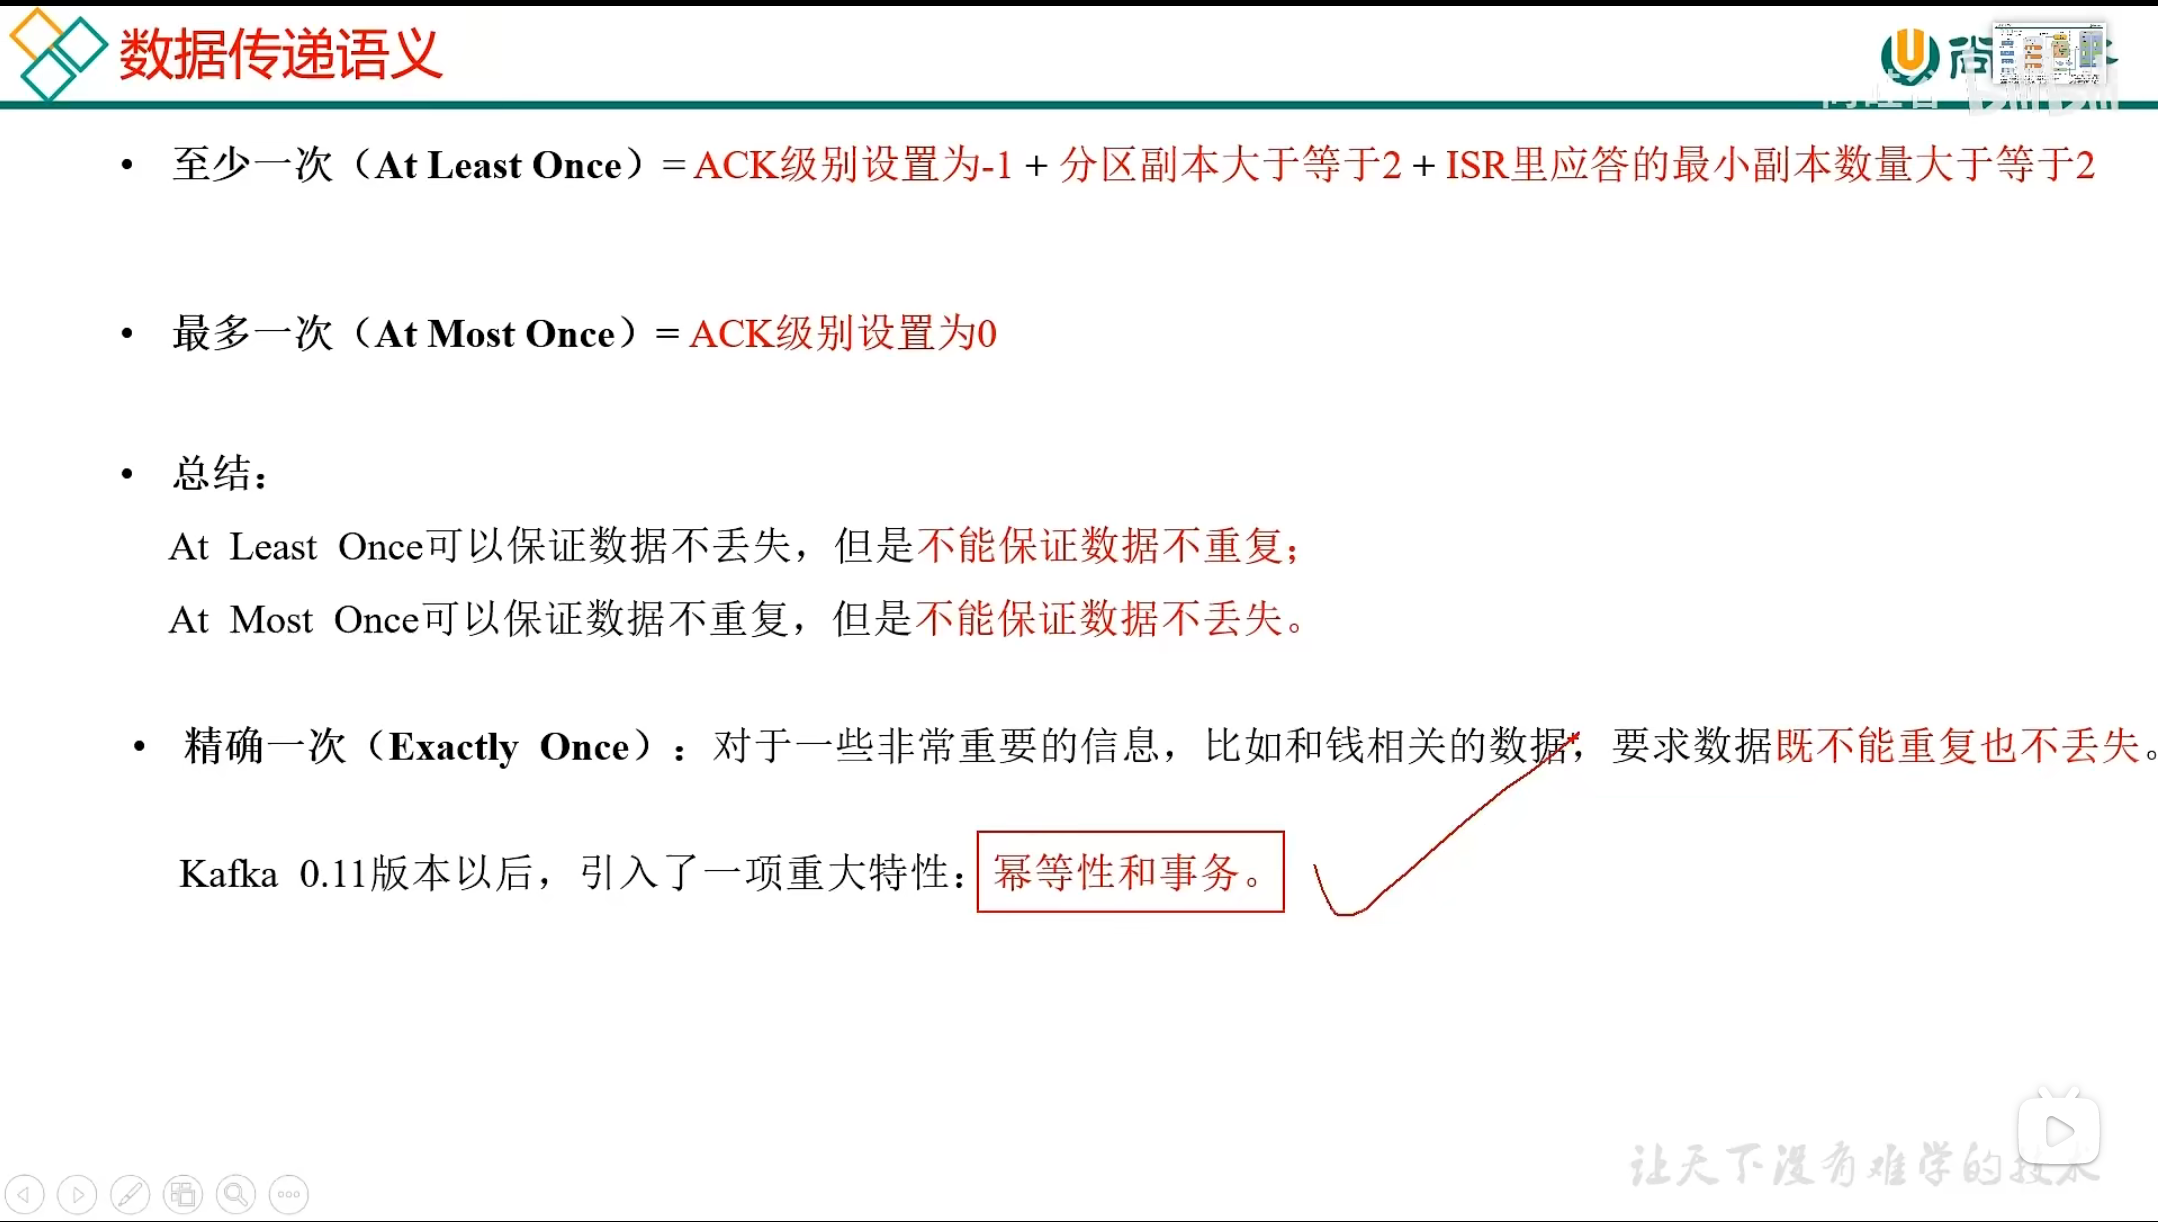 数据传递语义
• 至少一次（At Least Once）= ACK级别设置为-1 + 分区副本大于等于2 + ISR里应答的最小副本数量大于等于2
• 最多一次（At Most Once）= ACK级别设置为0
• 总结：
At Least Once可以保证数据不丢失，但是不能保证数据不重复；
At Most Once可以保证数据不重复，但是不能保证数据不丢失。
• 精确一次（Exactly Once）：对于一些非常重要的信息，比如和钱相关的数据，要求数据既不能重复也不丢失。
Kafka 0.11版本以后，引入了一项重大特性：幂等性和事务。
让天下没有难学的技术